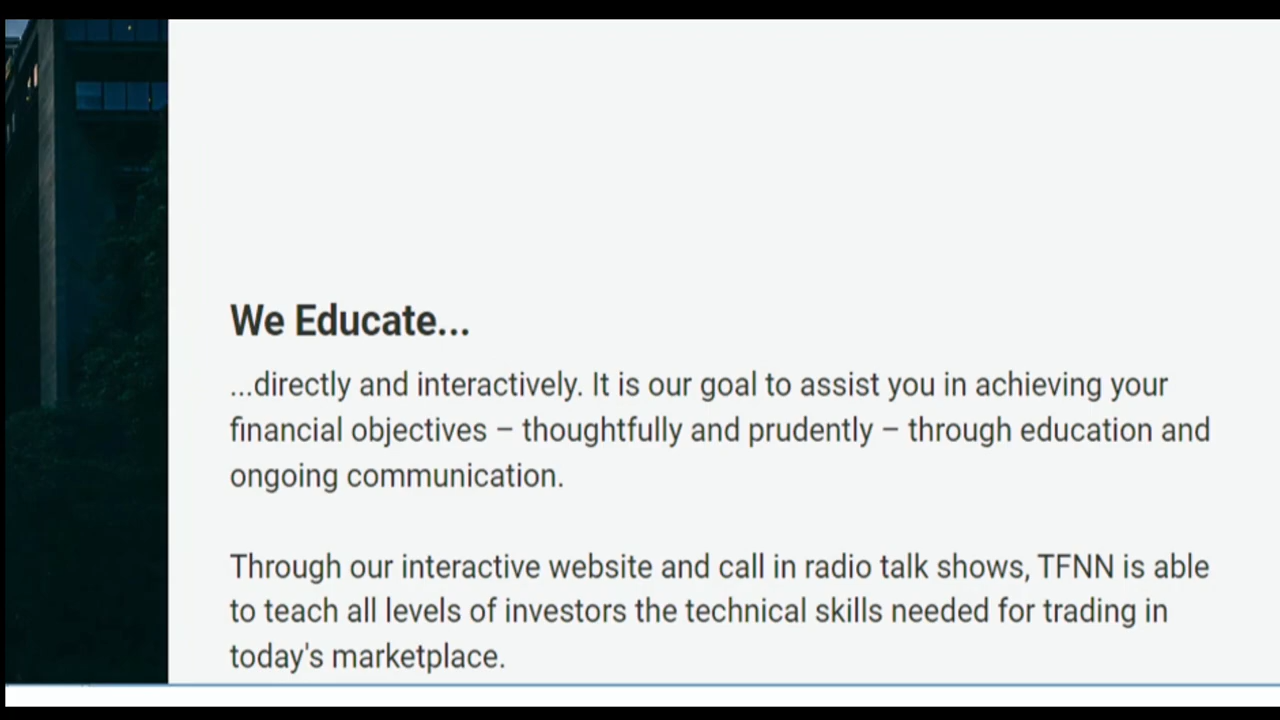 We Educate...
...directly and interactively. It is our goal to assist you in achieving your
financial objectives – thoughtfully and prudently – through education and
ongoing communication.
Through our interactive website and call in radio talk shows, TFNN is able
to teach all levels of investors the technical skills needed for trading in
today's marketplace.